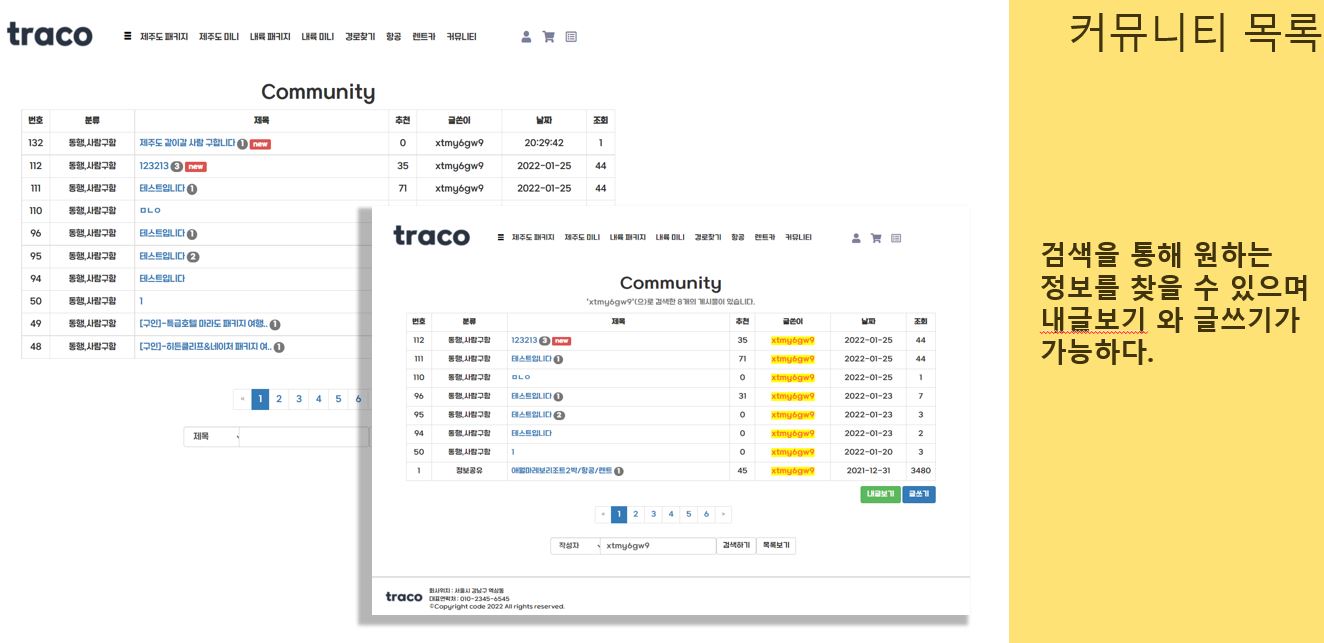 traco
제주도 패키지 제주도 미니 내륙 패키지 내륙 미니 경로찾기 항공 렌트카 커뮤니티
Community
번호 분류 제목 추천 글쓴이 날짜 조회
132 동행,사람구함 제주도 같이갈 사람 구합니다 1 new 0 xtmy6gw9 20:29:42 1
112 동행,사람구함 123213 3 new 35 xtmy6gw9 2022-01-25 44
111 동행,사람구함 테스트입니다 1 71 xtmy6gw9 2022-01-25 44
110 동행,사람구함 ㅁㄴㅇ
96 동행,사람구함 테스트입니다 1
95 동행,사람구함 테스트입니다 2
94 동행,사람구함 테스트입니다
50 동행,사람구함 1
49 동행,사람구함 [구인]-특급호텔 마라도 패키지 여행.. 1
48 동행,사람구함 [구인]-히든클리프&네이처 패키지 여.. 1
« 1 2 3 4 5 6
제목
traco
제주도 패키지 제주도 미니 내륙 패키지 내륙 미니 경로찾기 항공 렌트카 커뮤니티
Community
'xtmy6gw9'(으)로 검색한 8개의 게시물이 있습니다.
번호 분류 제목 추천 글쓴이 날짜 조회
112 동행,사람구함 123213 3 new 35 xtmy6gw9 2022-01-25 44
111 동행,사람구함 테스트입니다 1 71 xtmy6gw9 2022-01-25 44
110 동행,사람구함 ㅁㄴㅇ 0 xtmy6gw9 2022-01-25 1
96 동행,사람구함 테스트입니다 1 31 xtmy6gw9 2022-01-23 7
95 동행,사람구함 테스트입니다 2 0 xtmy6gw9 2022-01-23 3
94 동행,사람구함 테스트입니다 0 xtmy6gw9 2022-01-23 2
50 동행,사람구함 1 0 xtmy6gw9 2022-01-20 3
1 정보공유 애월마레보리조트2박/항공/렌트 1 45 xtmy6gw9 2021-12-31 3480
내글보기 글쓰기
« 1 2 3 4 5 6 »
작성자 xtmy6gw9 검색하기 목록보기
traco
회사위치 : 서울시 강남구 역삼동
대표연락처 : 010-2345-6545
©Copyright code 2022 All rights reserved.
커뮤니티 목록
검색을 통해 원하는
정보를 찾을 수 있으며
내글보기 와 글쓰기가
가능하다.